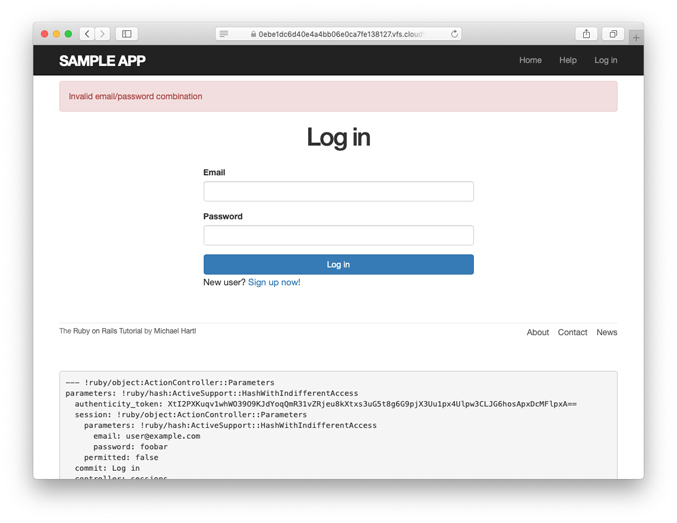 0ebe1dc6d40e4a4bb06e0ca7fe138127.vfs.cloudf
SAMPLE APP Home Help Log in
Invalid email/password combination
Log in
Email
Password
Log in
New user? Sign up now!
The Ruby on Rails Tutorial by Michael Hartl About Contact News
--- !ruby/object:ActionController::Parameters
parameters: !ruby/hash:ActiveSupport::HashWithIndifferentAccess
authenticity_token: XtI2PXKuqv1whWO39O9KJdYoqQmR31vZRjeu8kXtxs3uG5t8g6G9pjX3Uu1px4Ulpw3CLJG6hosApxDcMFlpxA==
session: !ruby/object:ActionController::Parameters
parameters: !ruby/hash:ActiveSupport::HashWithIndifferentAccess
email: user@example.com
password: foobar
permitted: false
commit: Log in
controller: sessions